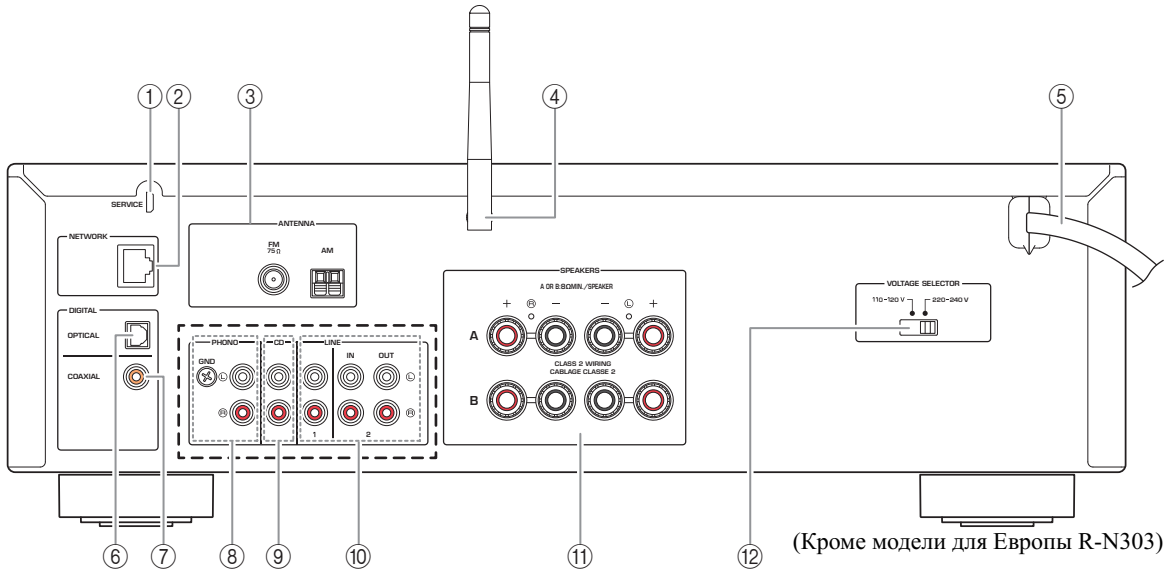 ① ② ③ ④ ⑤
SERVICE
NETWORK
ANTENNA
FM
75 Ω
AM
DIGITAL
OPTICAL
COAXIAL
PHONO
CD
LINE
GND
IN
OUT
L
L
R
R
1
2
SPEAKERS
A OR B:8ΩMIN./SPEAKER
+ R − − L +
A
CLASS 2 WIRING
CABLAGE CLASSE 2
B
VOLTAGE SELECTOR
110-120 V
220-240 V
⑥ ⑦ ⑧ ⑨ ⑩ ⑪ ⑫
(Кроме модели для Европы R-N303)